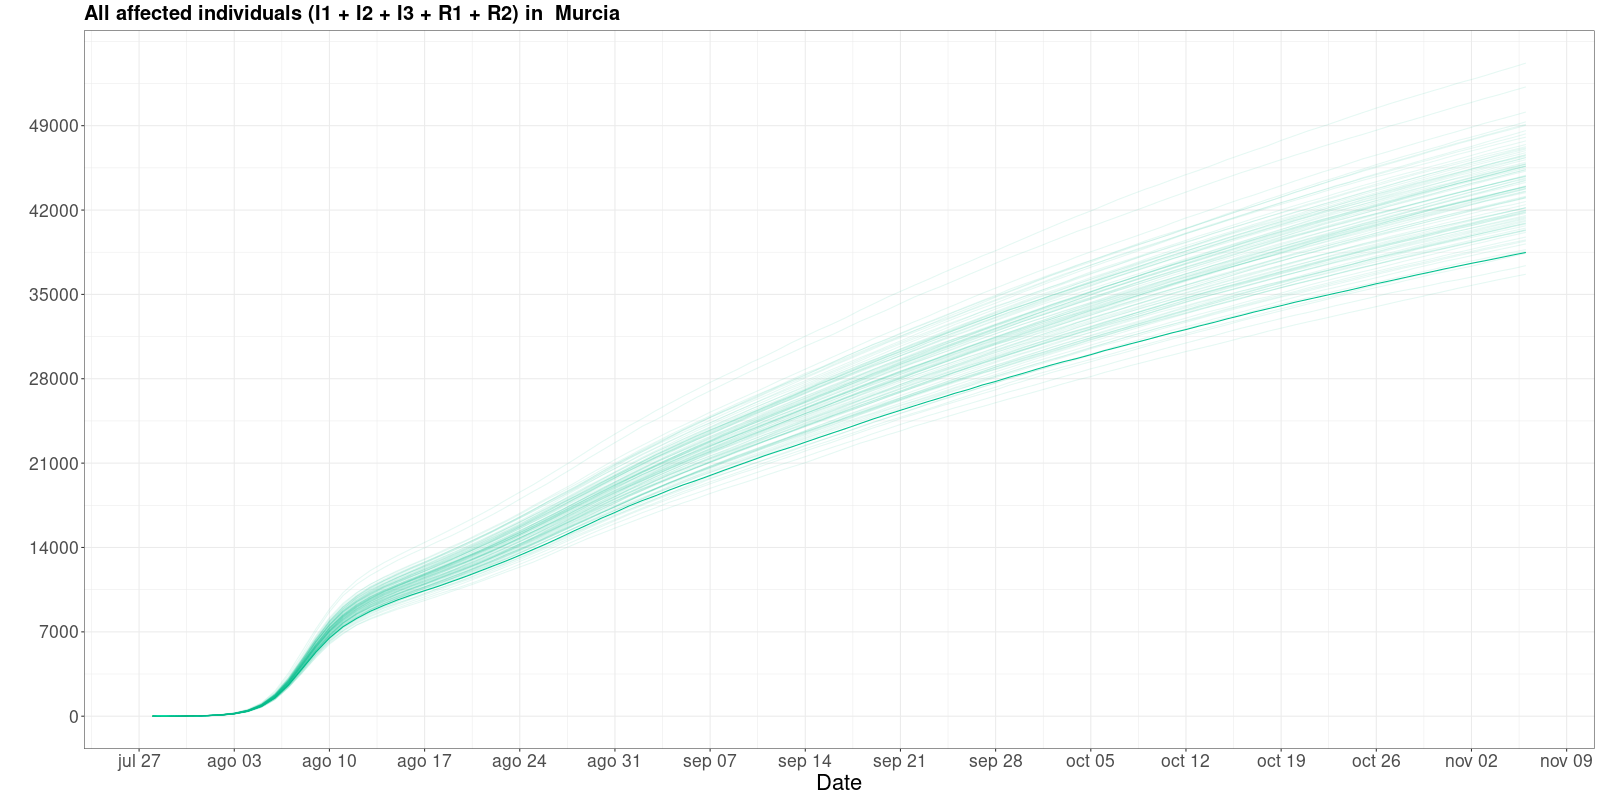 All affected individuals (I1 + I2 + I3 + R1 + R2) in  Murcia
49000
42000
35000
28000
21000
14000
7000
0
jul 27 ago 03 ago 10 ago 17 ago 24 ago 31 sep 07 sep 14 sep 21 sep 28 oct 05 oct 12 oct 19 oct 26 nov 02 nov 09
Date